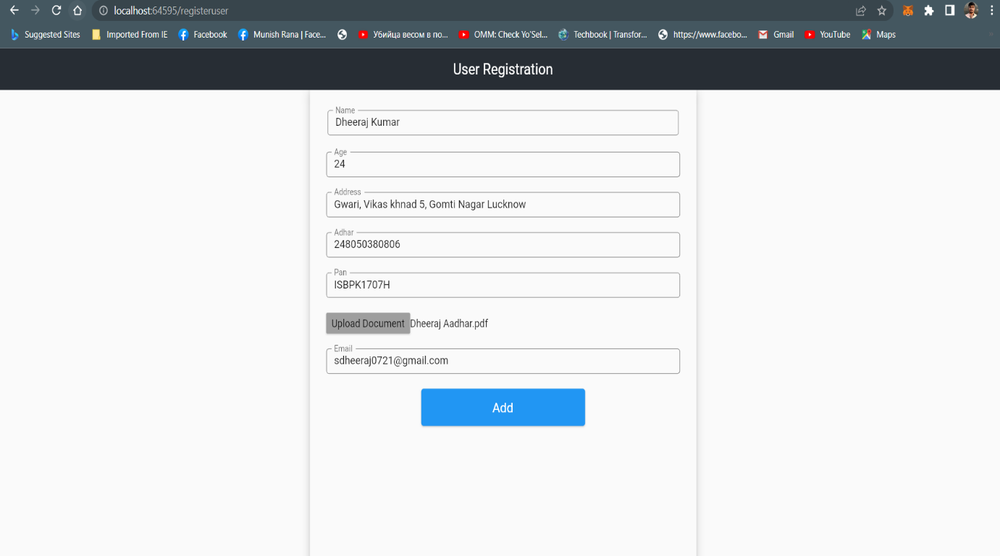 localhost:64595/registeruser
Suggested Sites Imported From IE Facebook Munish Rana | Face... Убийца весом в по... OMM: Check Yo'Sel... Techbook | Transfor... https://www.facebo... Gmail YouTube Maps
User Registration
Name
Dheeraj Kumar
Age
24
Address
Gwari, Vikas khnad 5, Gomti Nagar Lucknow
Adhar
248050380806
Pan
ISBPK1707H
Upload Document Dheeraj Aadhar.pdf
Email
sdheeraj0721@gmail.com
Add